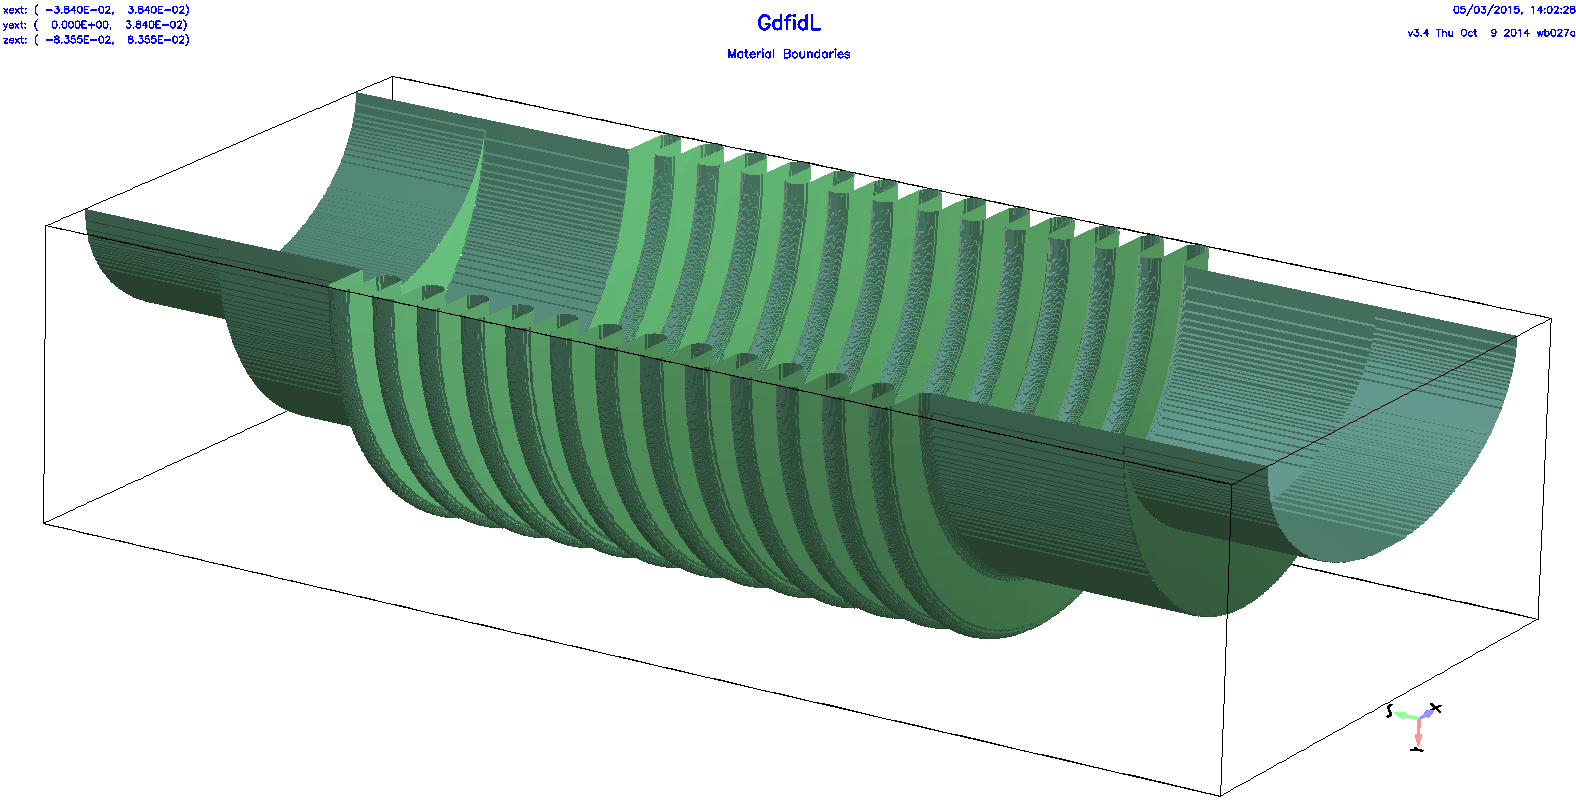 xext: ( -3.840E-02, 3.840E-02)
yext: ( 0.000E+00, 3.840E-02)
zext: ( -8.355E-02, 8.355E-02)
GdfidL
Material Boundaries
05/03/2015, 14:02:28
v3.4 Thu Oct 9 2014 wb027a
x